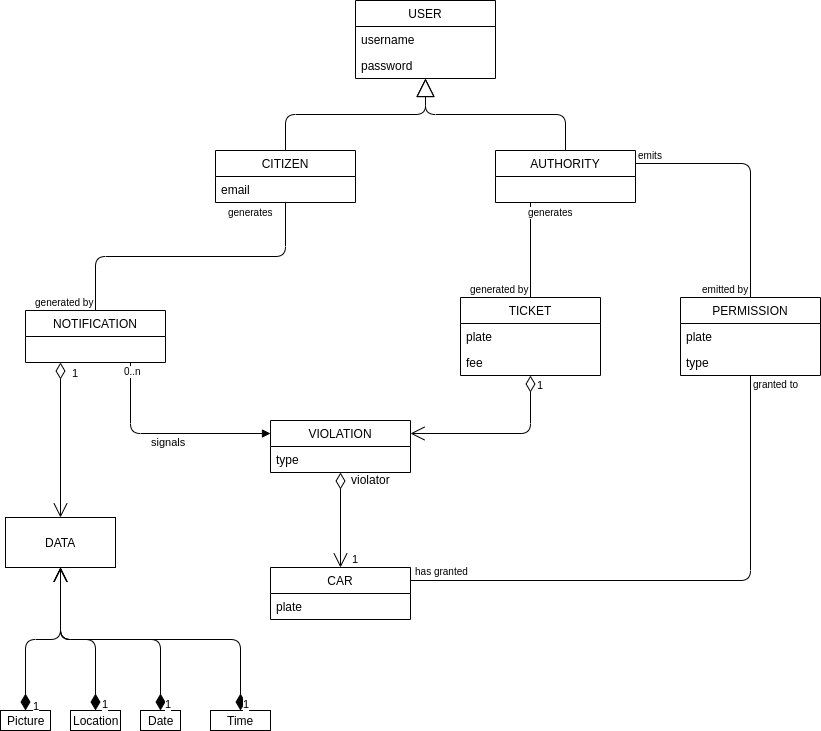 USER
username
password
CITIZEN
email
generates
AUTHORITY
emits
generates
generated by
NOTIFICATION
1
0..n
signals
generated by
TICKET
plate
fee
1
emitted by
PERMISSION
plate
type
granted to
VIOLATION
type
violator
1
CAR
plate
has granted
DATA
1
1
1
1
Picture
Location
Date
Time